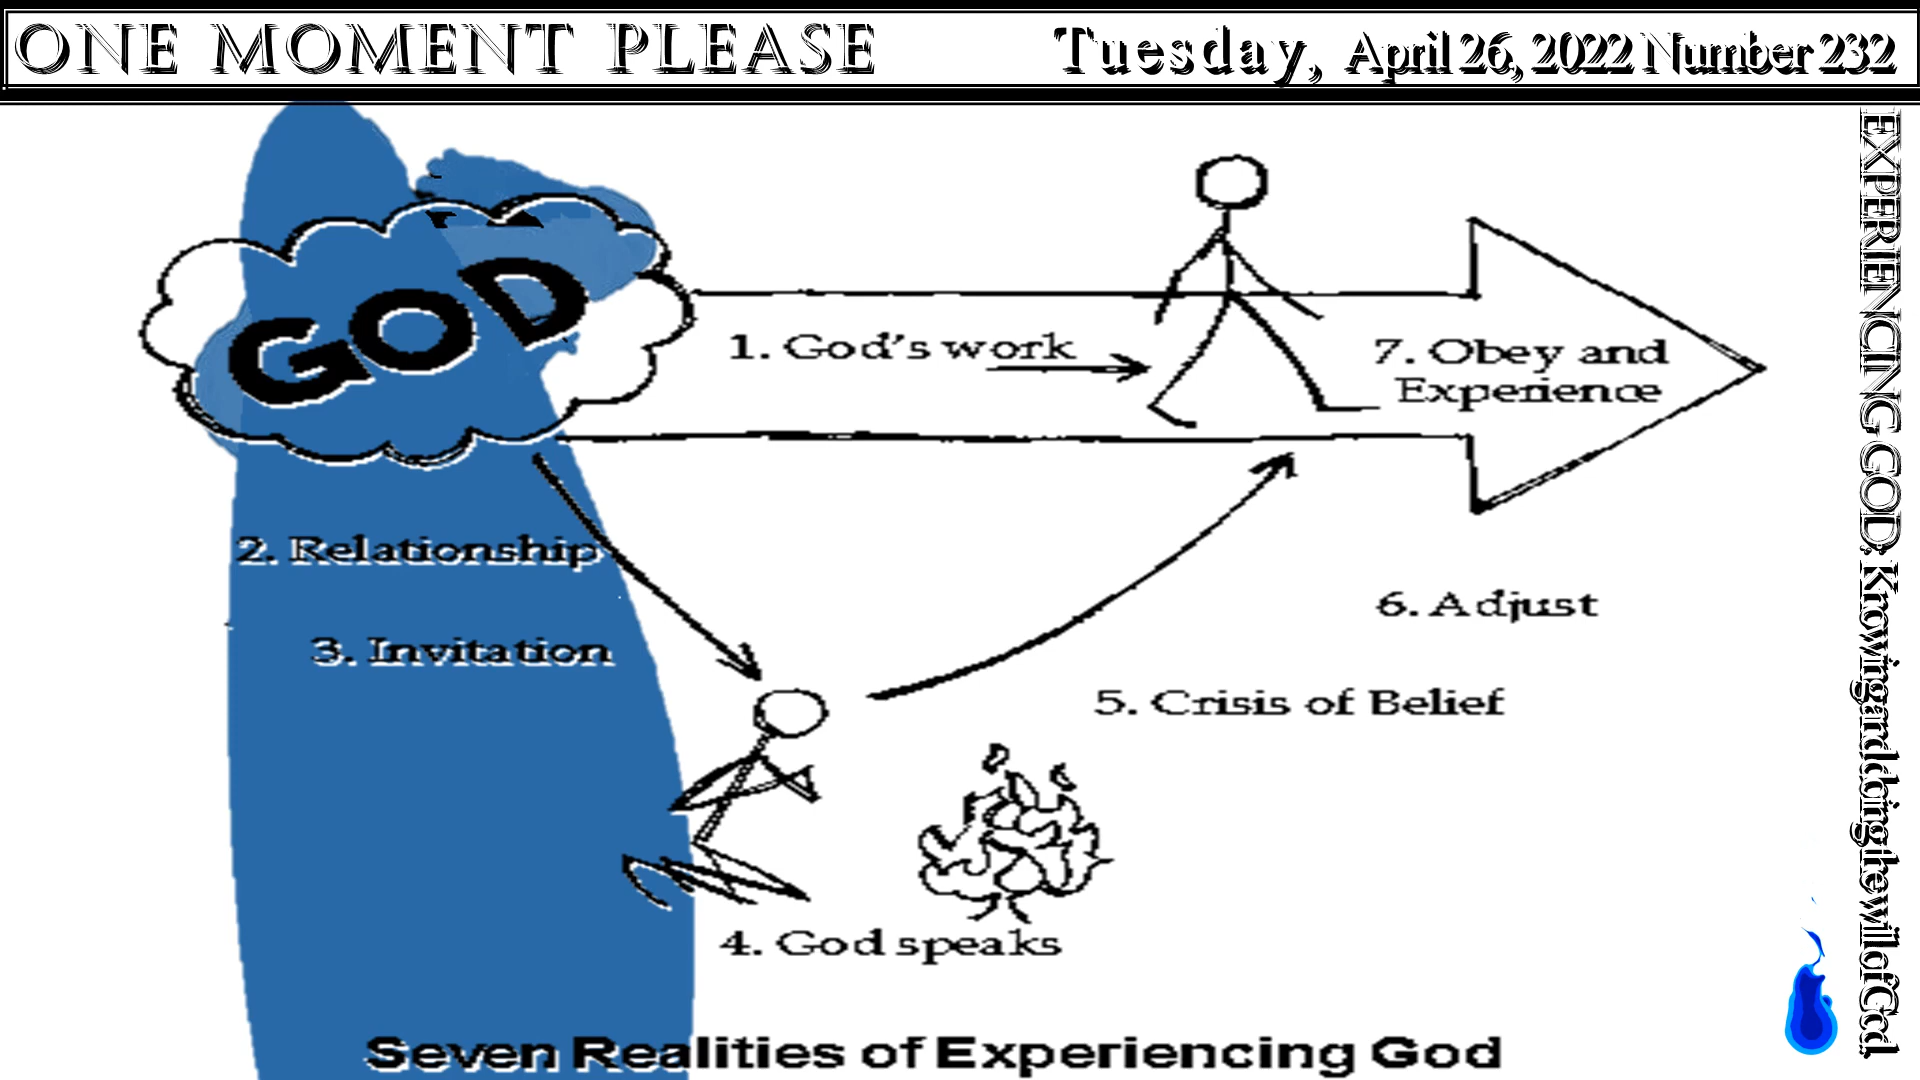 ONE MOMENT PLEASE
Tuesday, April 26, 2022 Number 232
GOD
1. God's work
7. Obey and
Experience
2. Relationship
3. Invitation
6. Adjust
5. Crisis of Belief
4. God speaks
Seven Realities of Experiencing God
EXPERIENCING GOD: Knowing and doing the will of God.